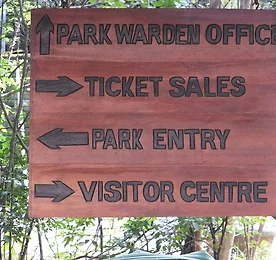 PARK WARDEN OFFICE
TICKET SALES
PARK ENTRY
VISITOR CENTRE